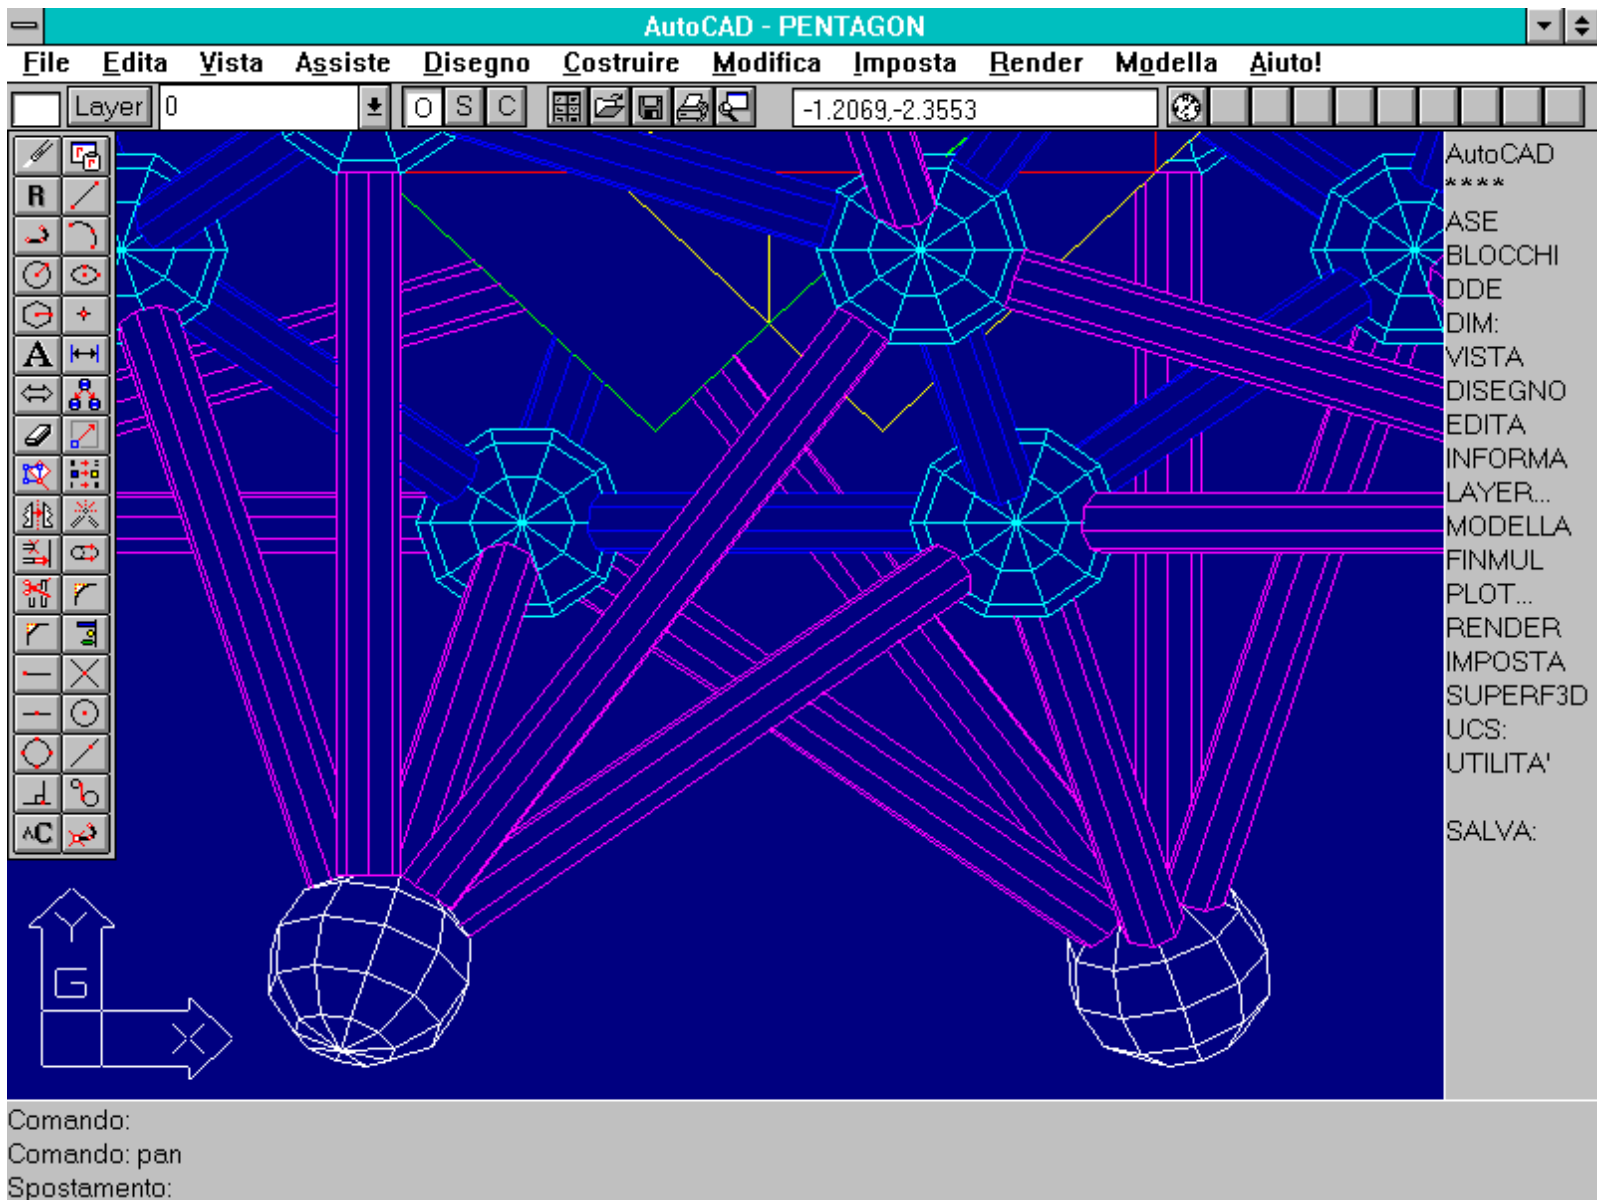 AutoCAD - PENTAGON
File Edita Vista Assiste Disegno Costruire Modifica Imposta Render Modella Aiuto!
Layer 0 O S C -1.2069,-2.3553
R
A
^C
AutoCAD
* * * *
ASE
BLOCCHI
DDE
DIM:
VISTA
DISEGNO
EDITA
INFORMA
LAYER...
MODELLA
FINMUL
PLOT...
RENDER
IMPOSTA
SUPERF3D
UCS:
UTILITA'
SALVA:
Y
G
X
Comando:
Comando: pan
Spostamento: